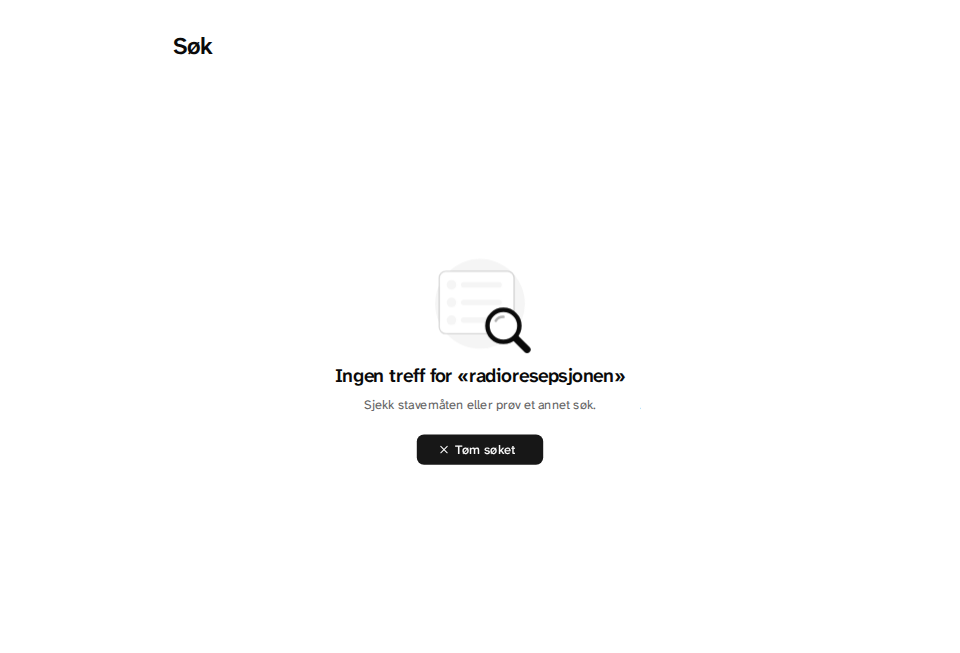 Søk
Ingen treff for «radioresepsjonen»
Sjekk stavemåten eller prøv et annet søk.
Tøm søket